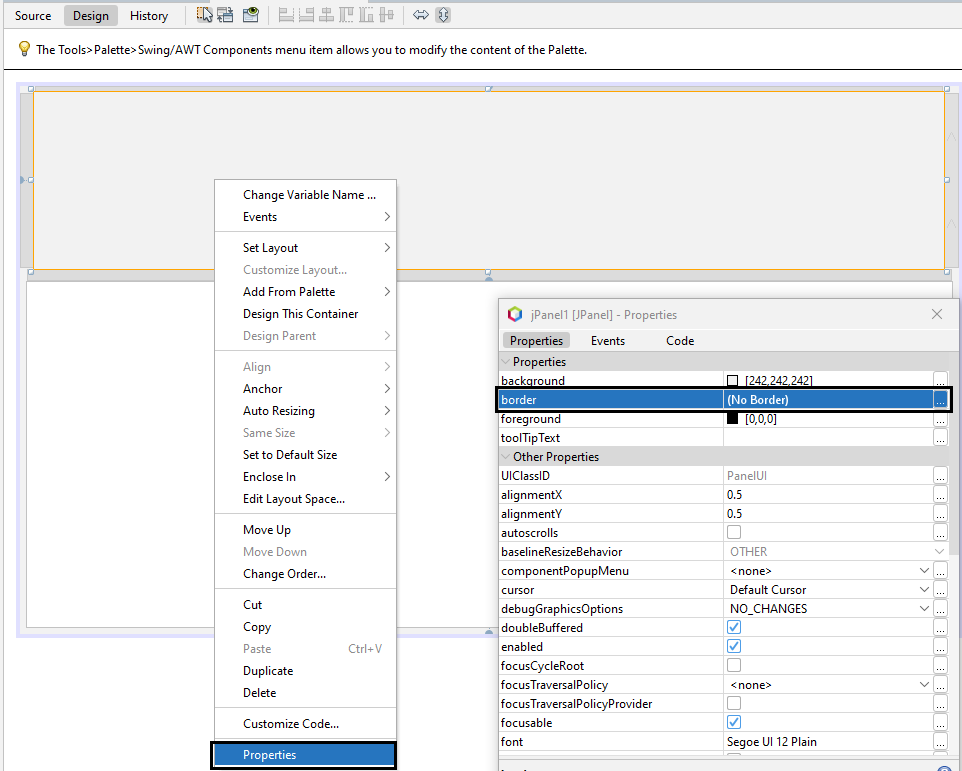 Source Design History
The Tools>Palette>Swing/AWT Components menu item allows you to modify the content of the Palette.
Change Variable Name ...
Events
Set Layout
Customize Layout...
Add From Palette
Design This Container
Design Parent
Align
Anchor
Auto Resizing
Same Size
Set to Default Size
Enclose In
Edit Layout Space...
Move Up
Move Down
Change Order...
Cut
Copy
Paste Ctrl+V
Duplicate
Delete
Customize Code...
Properties
jPanel1 [JPanel] - Properties
Properties Events Code
Properties
background [242,242,242] ...
border (No Border) ...
foreground [0,0,0] ...
toolTipText ...
Other Properties
UIClassID PanelUI ...
alignmentX 0.5 ...
alignmentY 0.5 ...
autoscrolls ...
baselineResizeBehavior OTHER
componentPopupMenu <none> ...
cursor Default Cursor ...
debugGraphicsOptions NO_CHANGES ...
doubleBuffered ...
enabled ...
focusCycleRoot ...
focusTraversalPolicy <none> ...
focusTraversalPolicyProvider ...
focusable ...
font Segoe UI 12 Plain ...